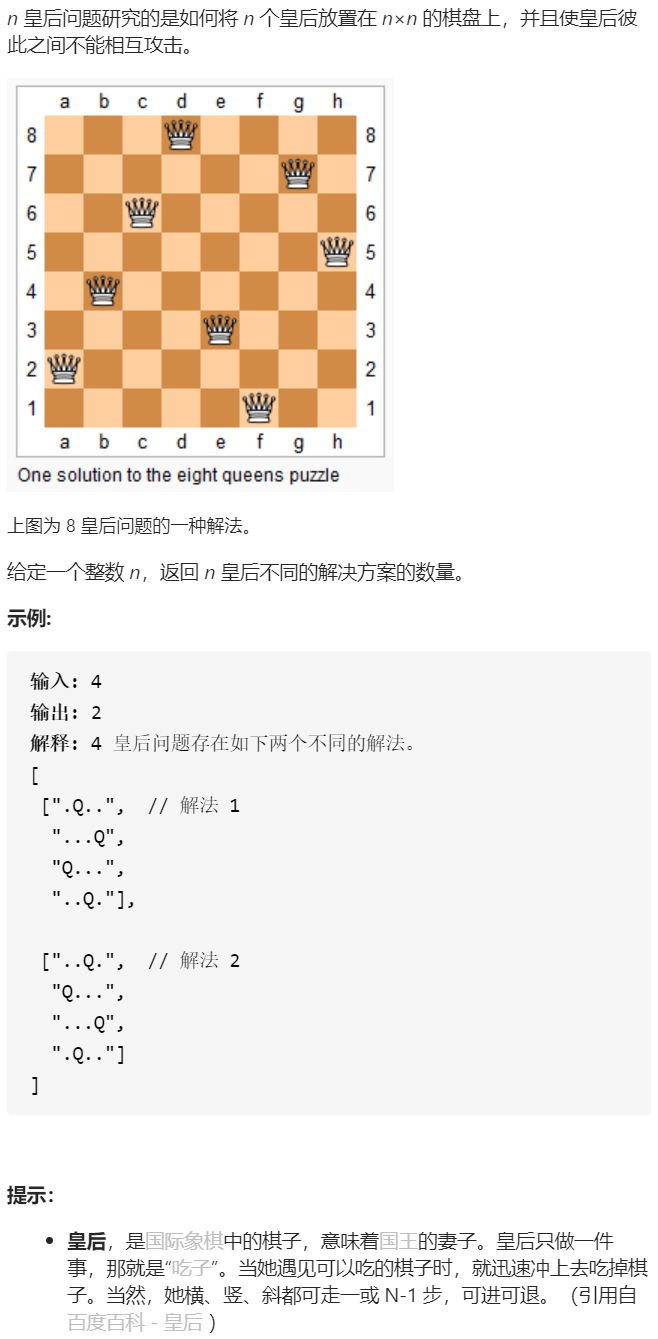 n 皇后问题研究的是如何将 n 个皇后放置在 n×n 的棋盘上，并且使皇后彼
此之间不能相互攻击。
a b c d e f g h
8 8
7 7
6 6
5 5
4 4
3 3
2 2
1 1
a b c d e f g h
One solution to the eight queens puzzle
上图为 8 皇后问题的一种解法。
给定一个整数 n，返回 n 皇后不同的解决方案的数量。
示例:
输入: 4
输出: 2
解释: 4 皇后问题存在如下两个不同的解法。
[
[".Q..",  // 解法 1
"...Q",
"Q...",
"..Q."],
["..Q.",  // 解法 2
"Q...",
"...Q",
".Q.."]
]
提示：
• 皇后，是国际象棋中的棋子，意味着国王的妻子。皇后只做一件
事，那就是“吃子”。当她遇见可以吃的棋子时，就迅速冲上去吃掉棋
子。当然，她横、竖、斜都可走一或 N-1 步，可进可退。（引用自
百度百科 - 皇后 ）